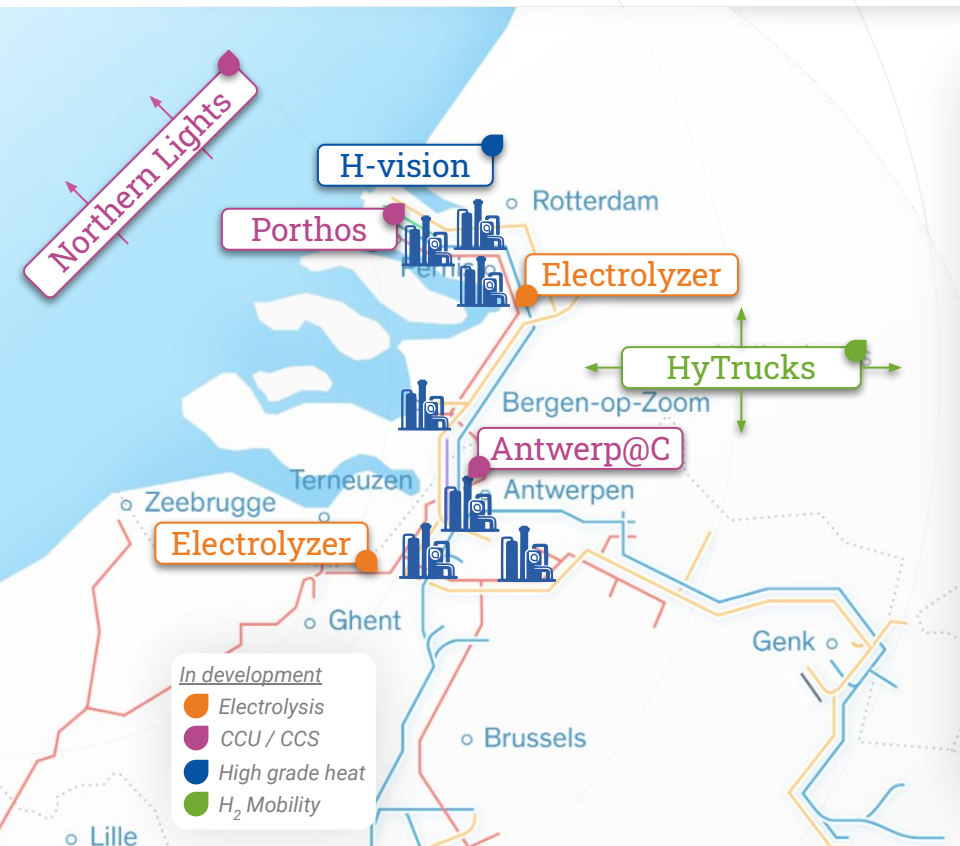 Northern Lights
H-vision
Rotterdam
Porthos
Pernis
Electrolyzer
HyTrucks
Bergen-op-Zoom
Antwerp@C
Terneuzen
Antwerpen
Zeebrugge
Electrolyzer
Ghent
Genk
In development
Electrolysis
CCU / CCS
High grade heat
H2 Mobility
Brussels
Lille